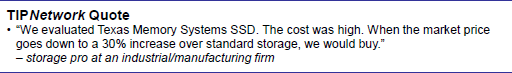 TIPNetwork Quote
• “We evaluated Texas Memory Systems SSD. The cost was high. When the market price
goes down to a 30% increase over standard storage, we would buy.”
– storage pro at an industrial/manufacturing firm